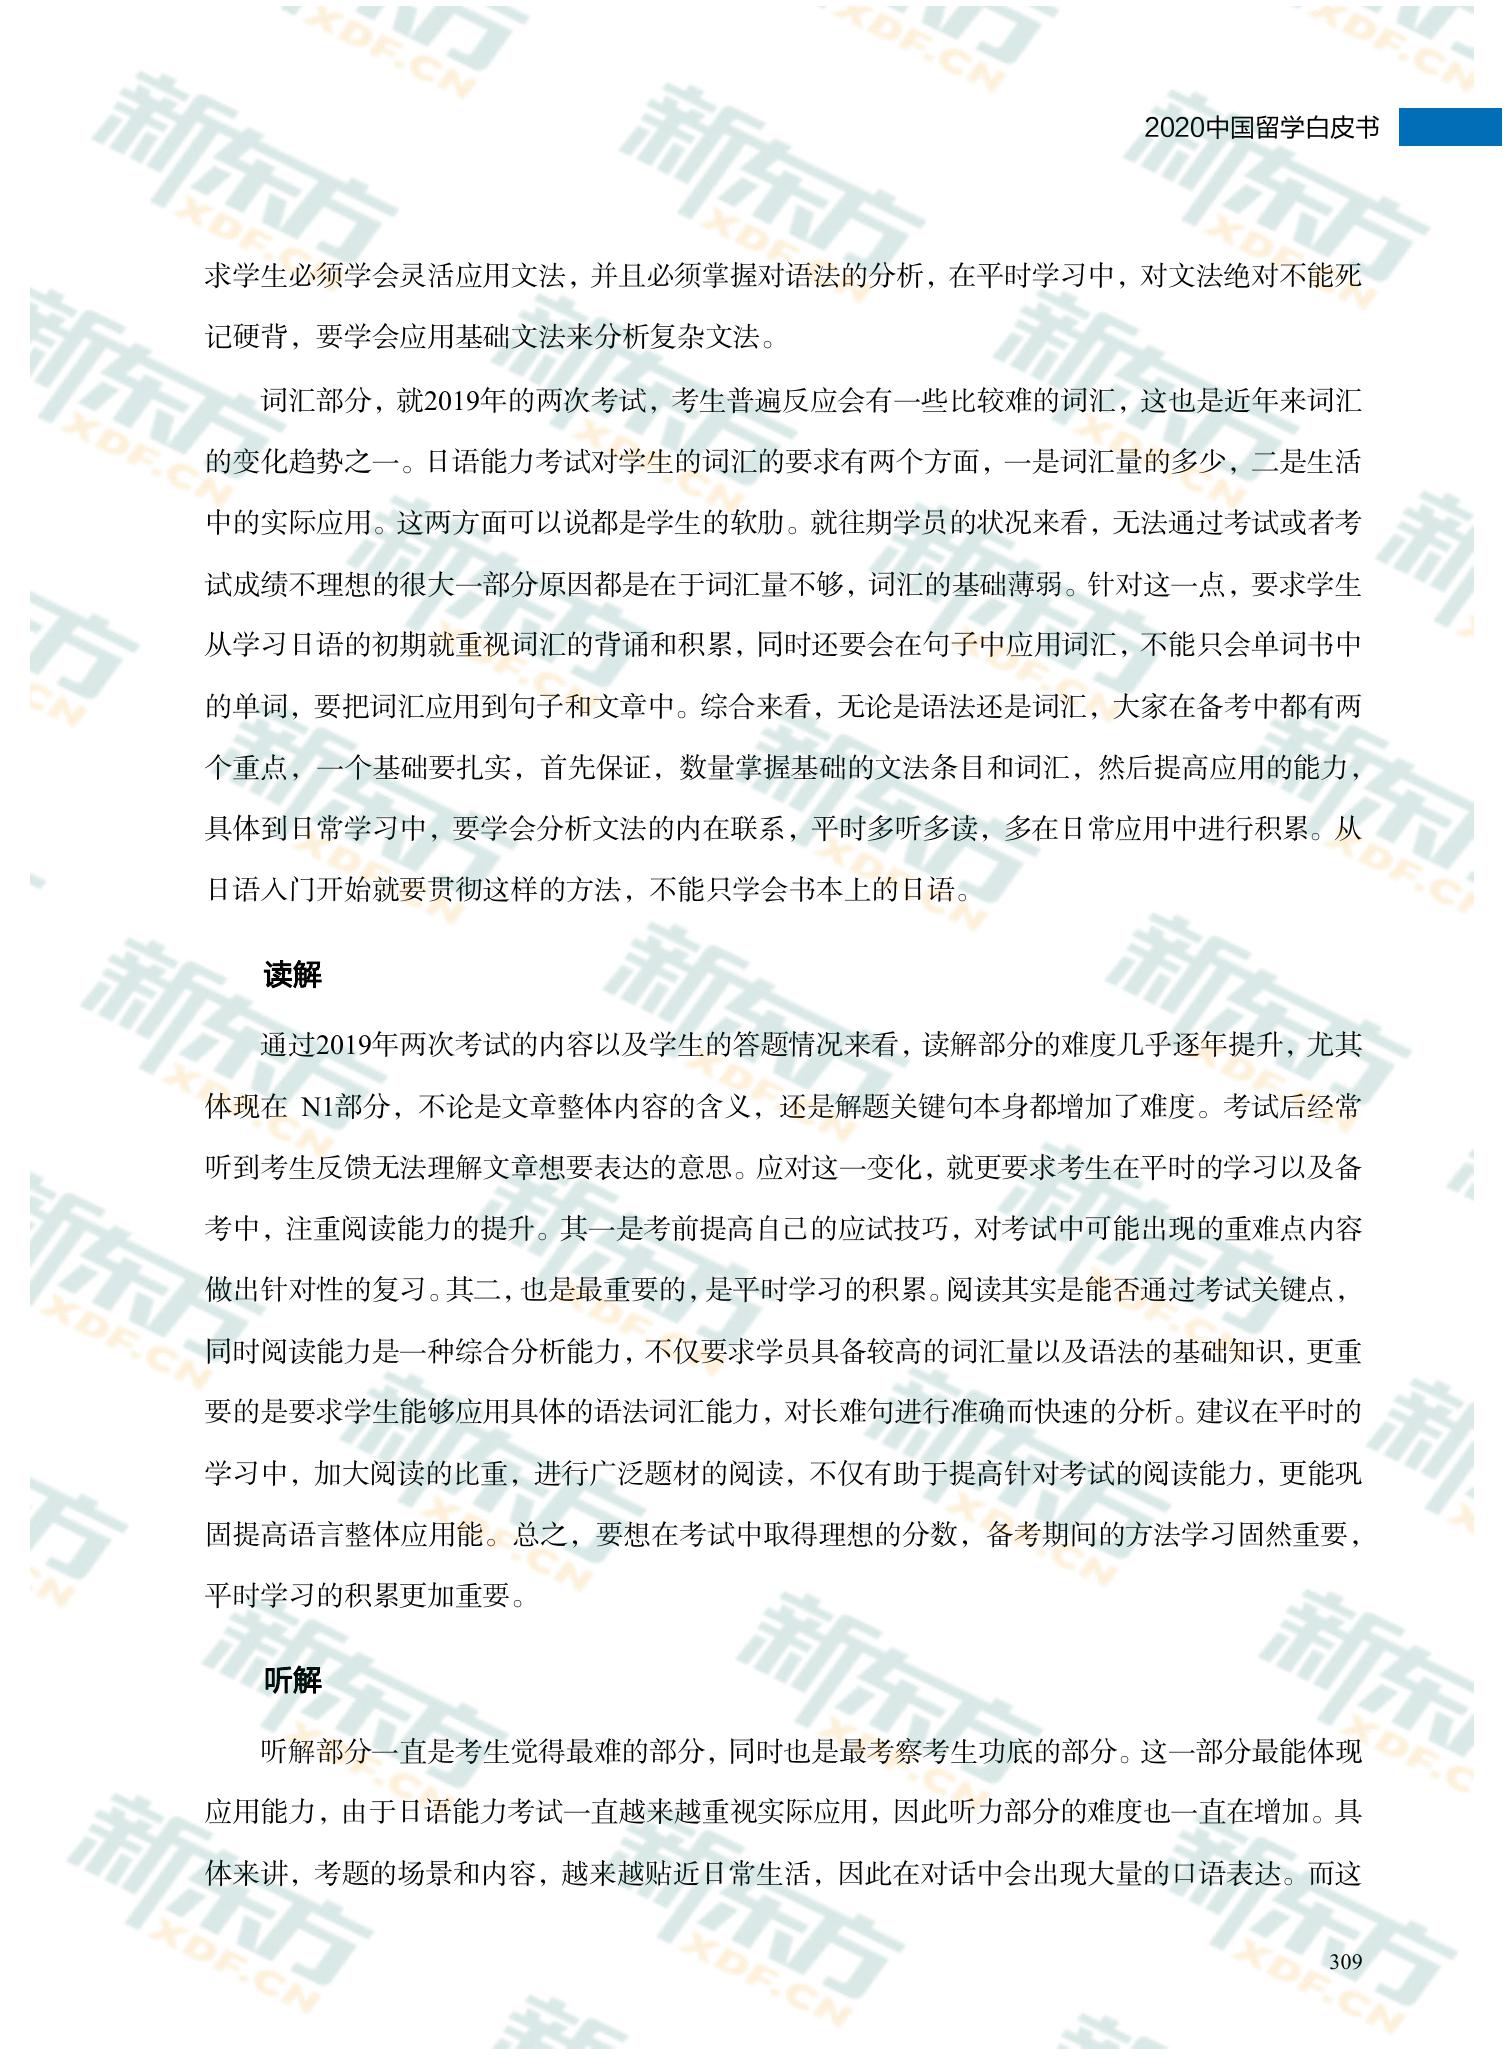 2020中国留学白皮书
求学生必须学会灵活应用文法，并且必须掌握对语法的分析，在平时学习中，对文法绝对不能死
记硬背，要学会应用基础文法来分析复杂文法。
词汇部分，就2019年的两次考试，考生普遍反应会有一些比较难的词汇，这也是近年来词汇
的变化趋势之一。日语能力考试对学生的词汇的要求有两个方面，一是词汇量的多少，二是生活
中的实际应用。这两方面可以说都是学生的软肋。就往期学员的状况来看，无法通过考试或者考
试成绩不理想的很大一部分原因都是在于词汇量不够，词汇的基础薄弱。针对这一点，要求学生
从学习日语的初期就重视词汇的背诵和积累，同时还要会在句子中应用词汇，不能只会单词书中
的单词，要把词汇应用到句子和文章中。综合来看，无论是语法还是词汇，大家在备考中都有两
个重点，一个基础要扎实，首先保证，数量掌握基础的文法条目和词汇，然后提高应用的能力，
具体到日常学习中，要学会分析文法的内在联系，平时多听多读，多在日常应用中进行积累。从
日语入门开始就要贯彻这样的方法，不能只学会书本上的日语。
读解
通过2019年两次考试的内容以及学生的答题情况来看，读解部分的难度几乎逐年提升，尤其
体现在 N1部分，不论是文章整体内容的含义，还是解题关键句本身都增加了难度。考试后经常
听到考生反馈无法理解文章想要表达的意思。应对这一变化，就更要求考生在平时的学习以及备
考中，注重阅读能力的提升。其一是考前提高自己的应试技巧，对考试中可能出现的重难点内容
做出针对性的复习。其二，也是最重要的，是平时学习的积累。阅读其实是能否通过考试关键点，
同时阅读能力是一种综合分析能力，不仅要求学员具备较高的词汇量以及语法的基础知识，更重
要的是要求学生能够应用具体的语法词汇能力，对长难句进行准确而快速的分析。建议在平时的
学习中，加大阅读的比重，进行广泛题材的阅读，不仅有助于提高针对考试的阅读能力，更能巩
固提高语言整体应用能。总之，要想在考试中取得理想的分数，备考期间的方法学习固然重要，
平时学习的积累更加重要。
听解
听解部分一直是考生觉得最难的部分，同时也是最考察考生功底的部分。这一部分最能体现
应用能力，由于日语能力考试一直越来越重视实际应用，因此听力部分的难度也一直在增加。具
体来讲，考题的场景和内容，越来越贴近日常生活，因此在对话中会出现大量的口语表达。而这
309